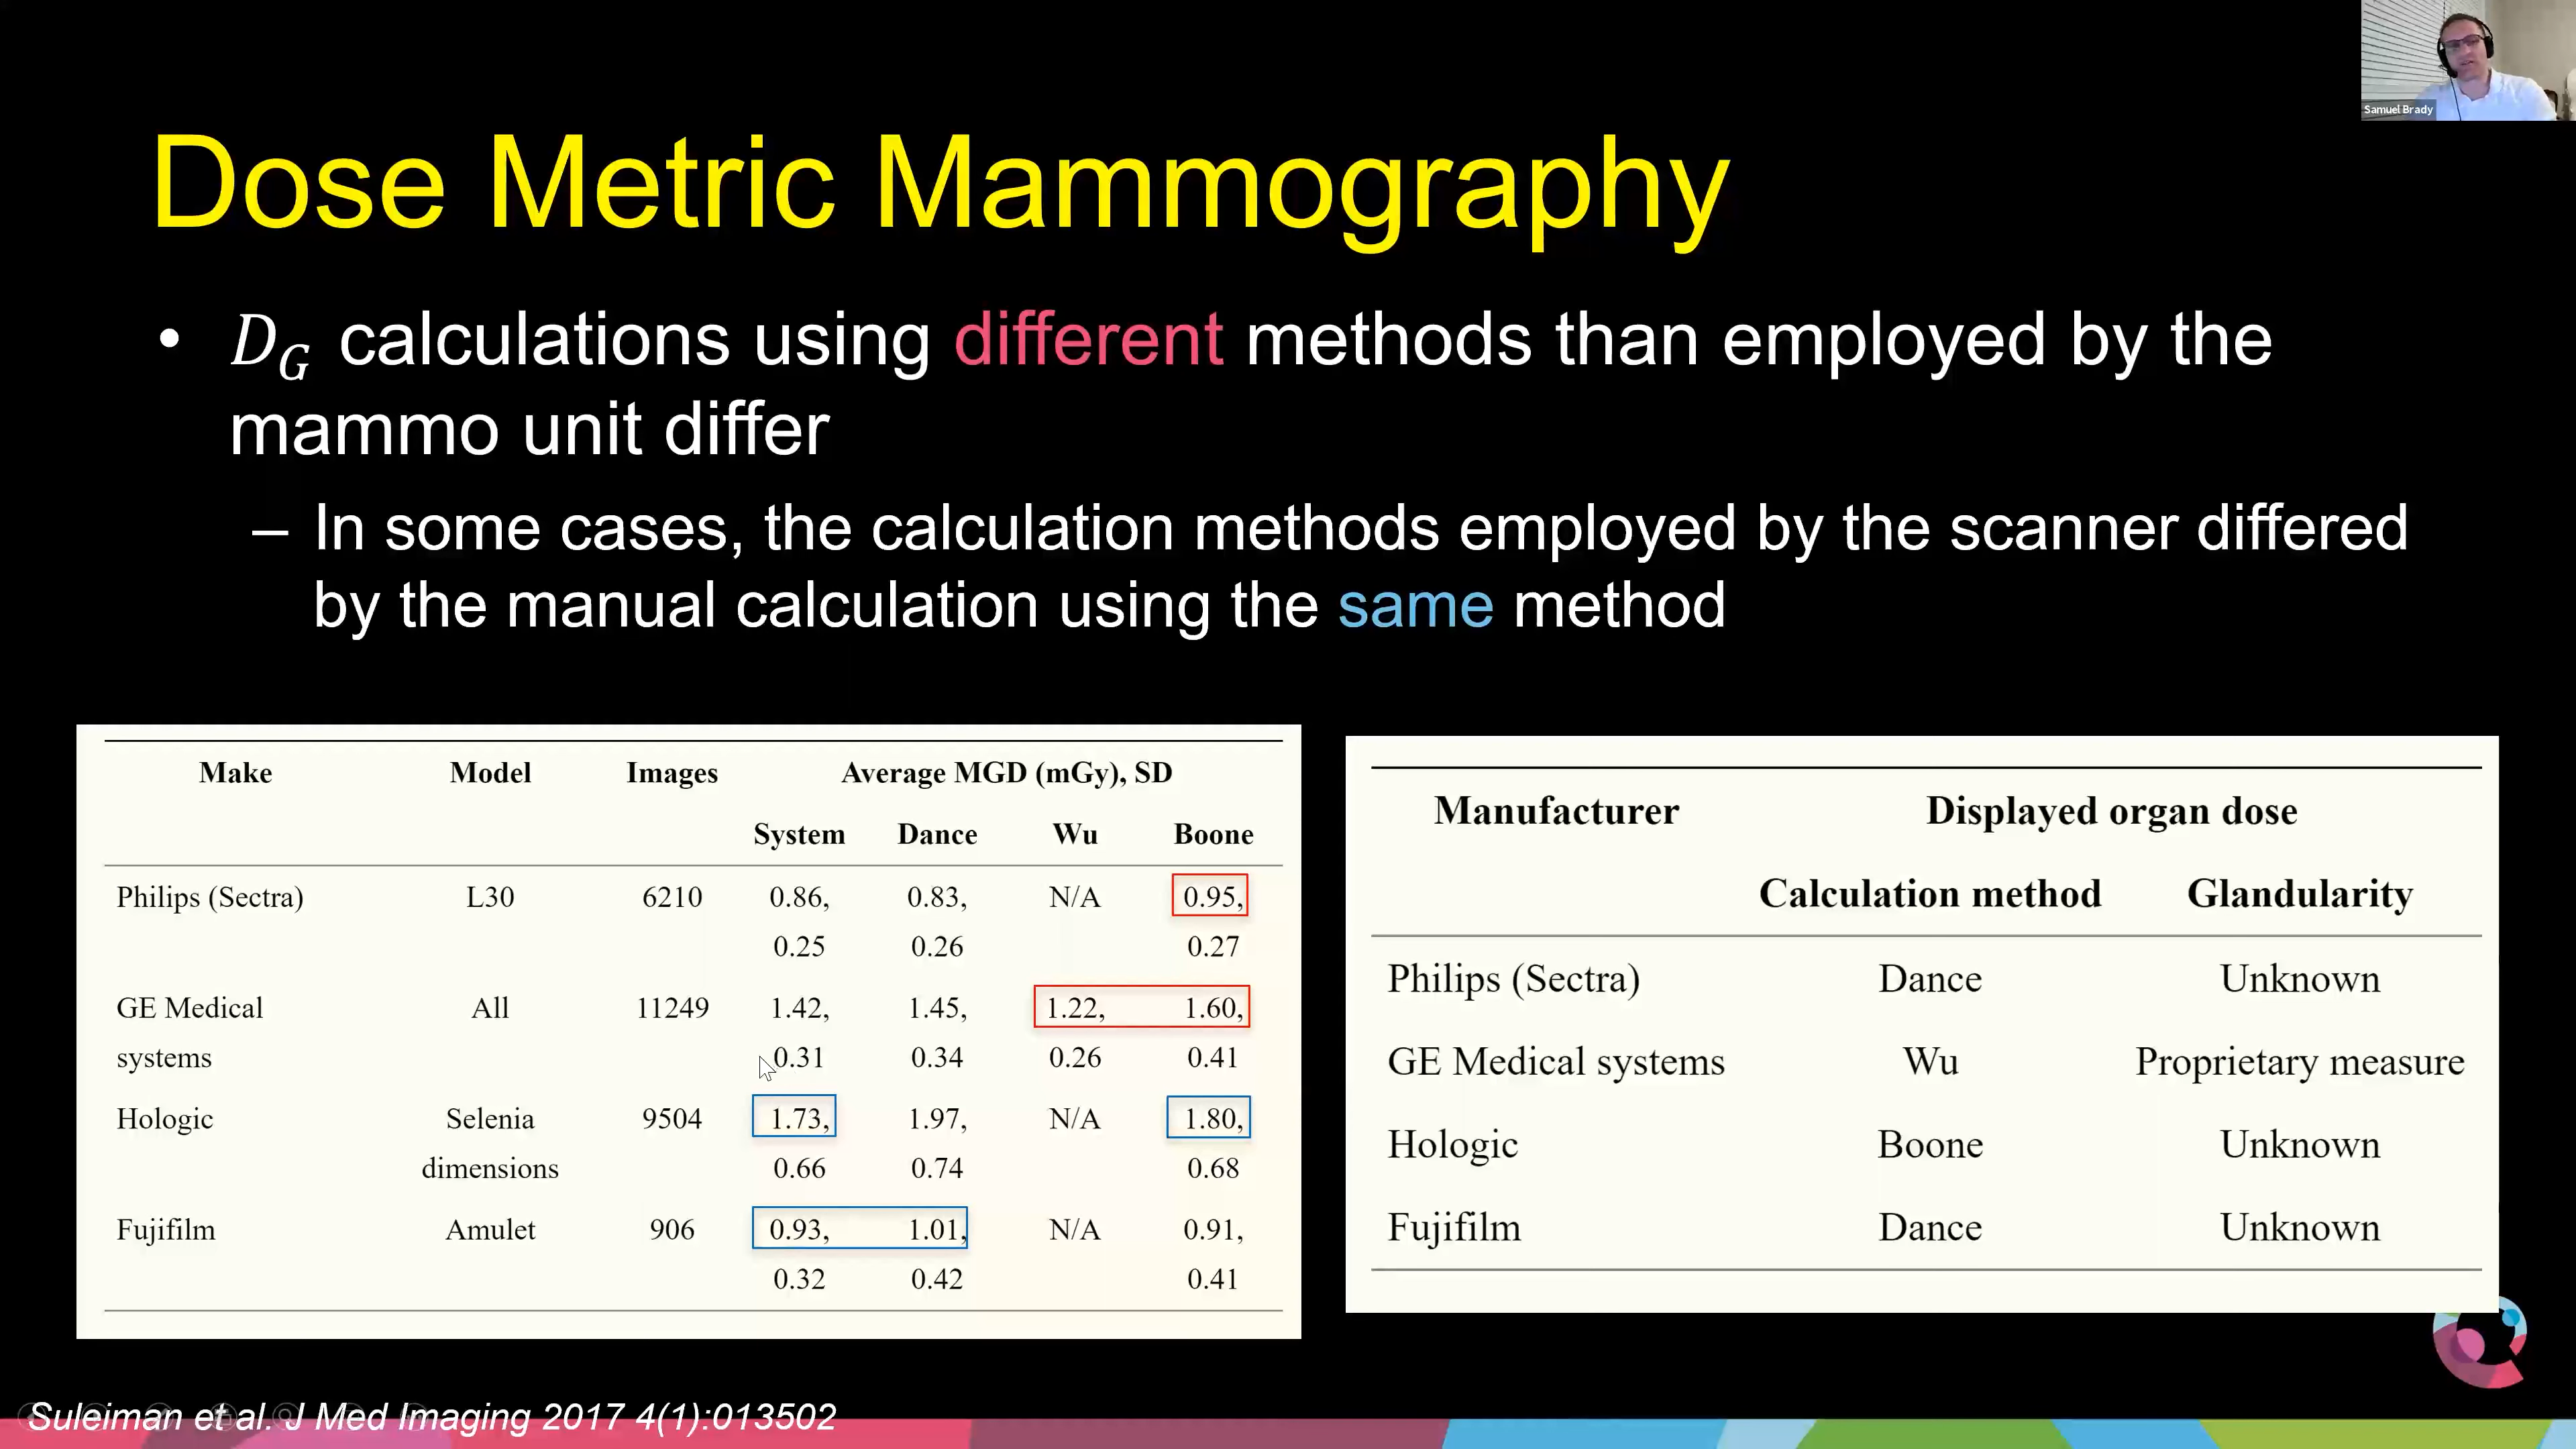 Samuel Brady
Dose Metric Mammography
• D_G calculations using different methods than employed by the
mammo unit differ
– In some cases, the calculation methods employed by the scanner differed
by the manual calculation using the same method
Make Model Images Average MGD (mGy), SD
System Dance Wu Boone
Philips (Sectra) L30 6210 0.86, 0.83, N/A 0.95,
0.25 0.26 0.27
GE Medical All 11249 1.42, 1.45, 1.22, 1.60,
systems 0.31 0.34 0.26 0.41
Hologic Selenia 9504 1.73, 1.97, N/A 1.80,
dimensions 0.66 0.74 0.68
Fujifilm Amulet 906 0.93, 1.01, N/A 0.91,
0.32 0.42 0.41
Manufacturer Displayed organ dose
Calculation method Glandularity
Philips (Sectra) Dance Unknown
GE Medical systems Wu Proprietary measure
Hologic Boone Unknown
Fujifilm Dance Unknown
Suleiman et al. J Med Imaging 2017 4(1):013502